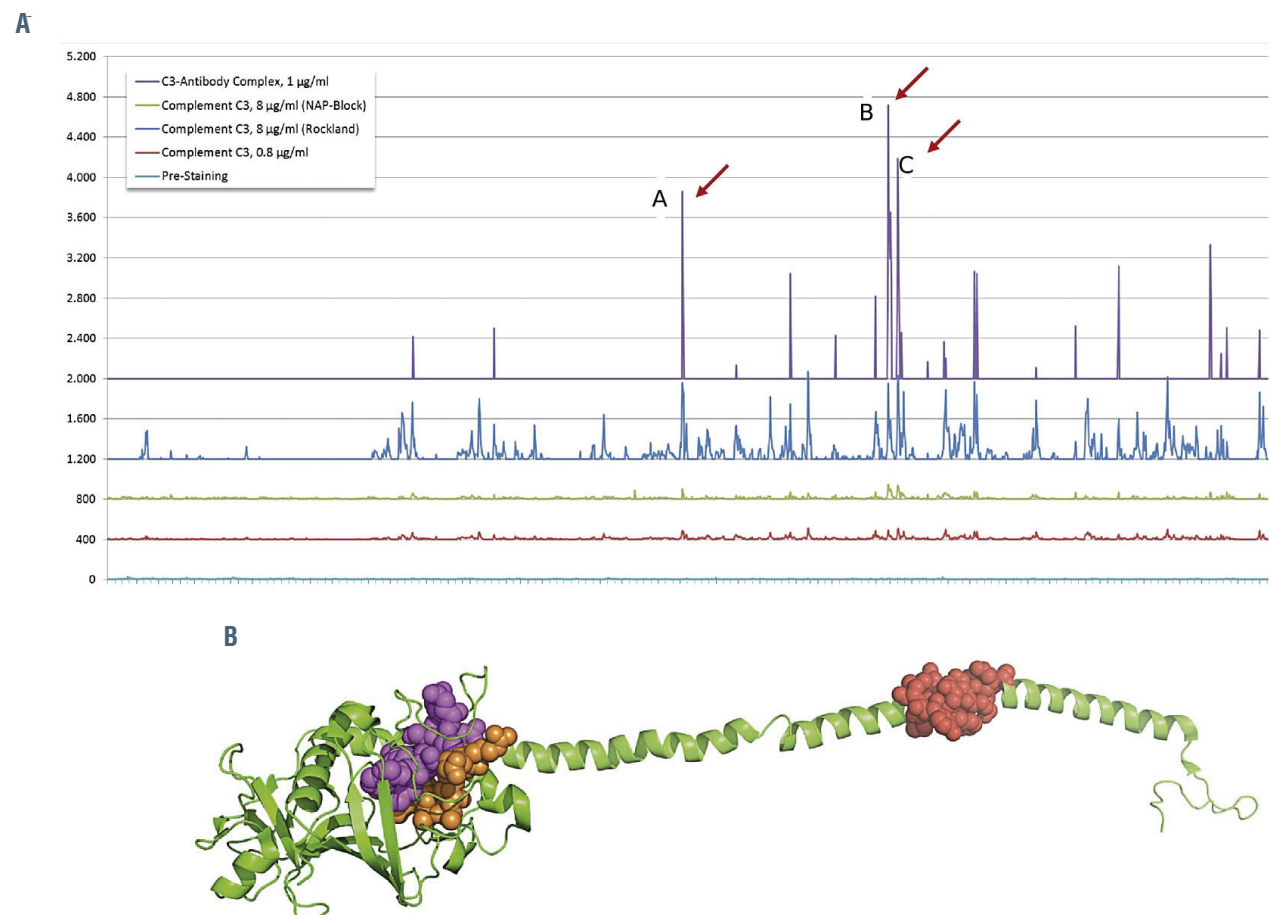 A
5.200
4.800
4.400
4.000
3.600
3.200
2.800
2.400
2.000
1.600
1.200
800
400
0
C3-Antibody Complex, 1 µg/ml
Complement C3, 8 µg/ml (NAP-Block)
Complement C3, 8 µg/ml (Rockland)
Complement C3, 0.8 µg/ml
Pre-Staining
A
B
C
B